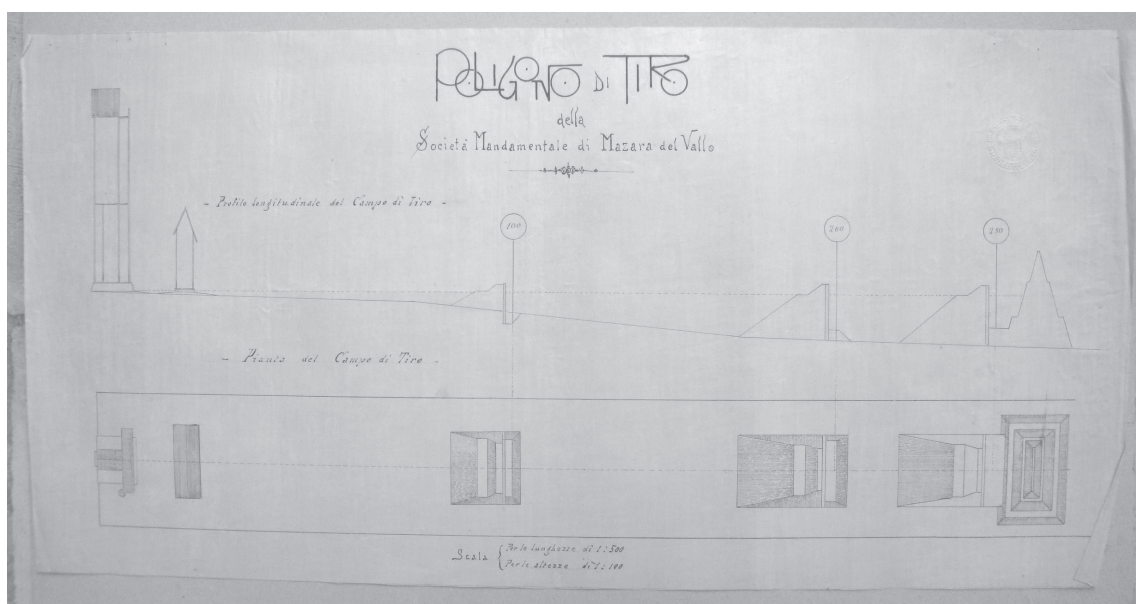 POLIGONO DI TIRO
della
Società Mandamentale di Mazara del Vallo
- Profilo longitudinale del Campo di Tiro -
100
200
250
- Pianta del Campo di Tiro -
Scala { Per le lunghezze di 1:500
Per le altezze di 1:100